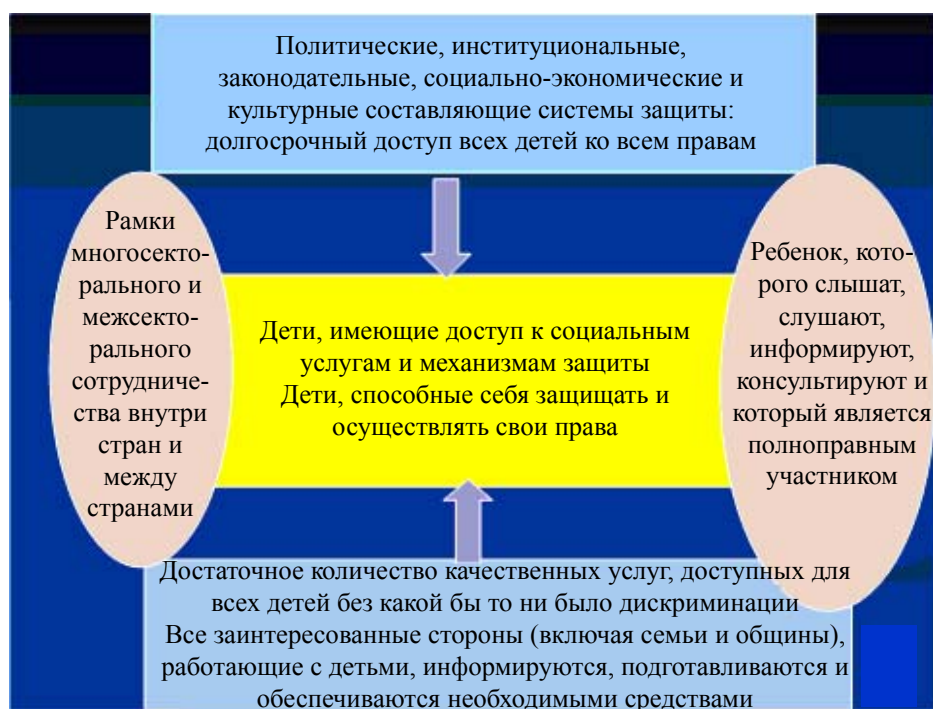 Политические, институциональные,
законодательные, социально-экономические и
культурные составляющие системы защиты:
долгосрочный доступ всех детей ко всем правам
Рамки
многосекто-
рального и
межсекто-
рального
сотрудниче-
ства внутри
стран и
между
странами
Дети, имеющие доступ к социальным
услугам и механизмам защиты
Дети, способные себя защищать и
осуществлять свои права
Ребенок, кото-
рого слышат,
слушают,
информируют,
консультируют и
который является
полноправным
участником
Достаточное количество качественных услуг, доступных для
всех детей без какой бы то ни было дискриминации
Все заинтересованные стороны (включая семьи и общины),
работающие с детьми, информируются, подготавливаются и
обеспечиваются необходимыми средствами